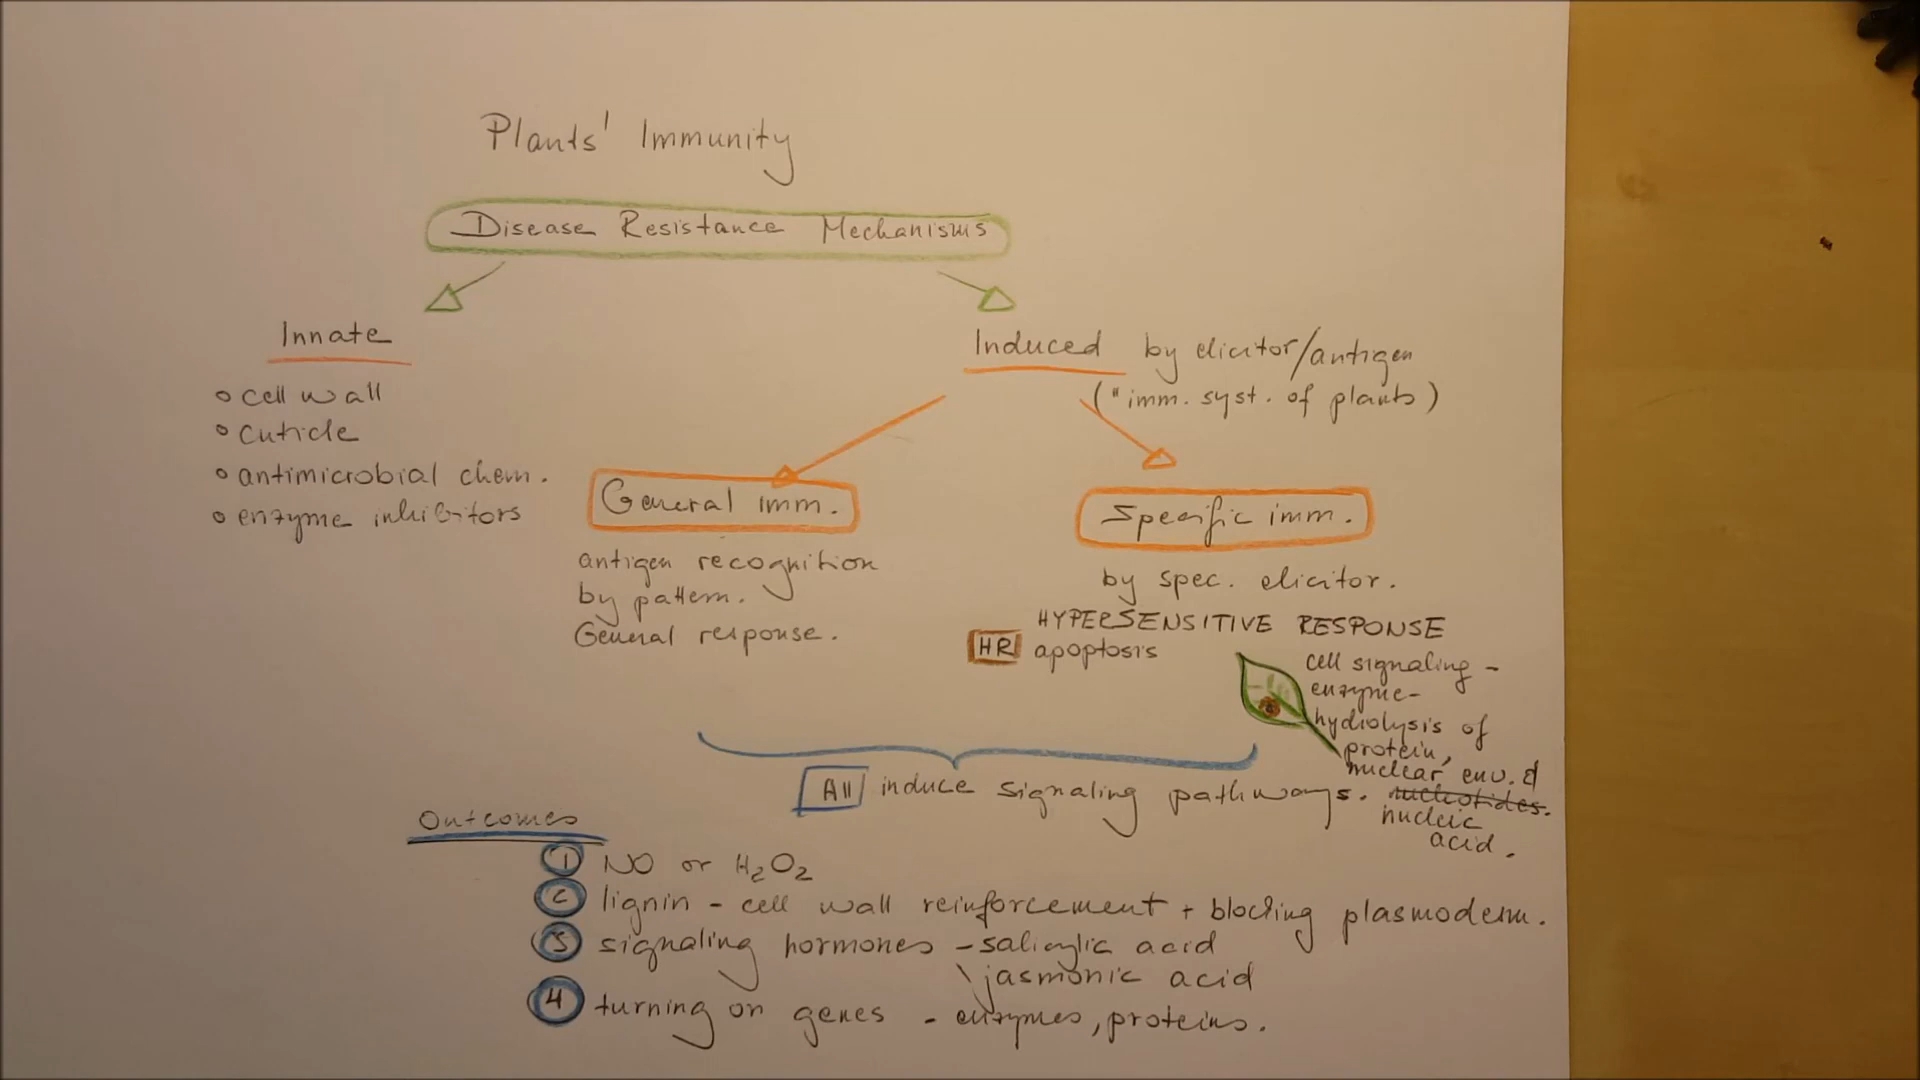 Plants' Immunity
Disease Resistance Mechanisms
Innate
o cell wall
o cuticle
o antimicrobial chem.
o enzyme inhibitors
Induced by elicitor/antigen
("imm. syst. of plants)
General imm.
antigen recognition
by pattern.
General response.
Specific imm.
by spec. elicitor.
HYPERSENSITIVE RESPONSE
HR apoptosis
cell signaling -
enzyme-
hydrolysis of
protein,
nuclear env. &
nucleotides.
nucleic
acid.
All induce signaling pathways.
Outcomes
1 NO or H₂O₂
2 lignin - cell wall reinforcement + blocking plasmodesm.
3 signaling hormones - salicylic acid
\ jasmonic acid
4 turning on genes - enzymes, proteins.